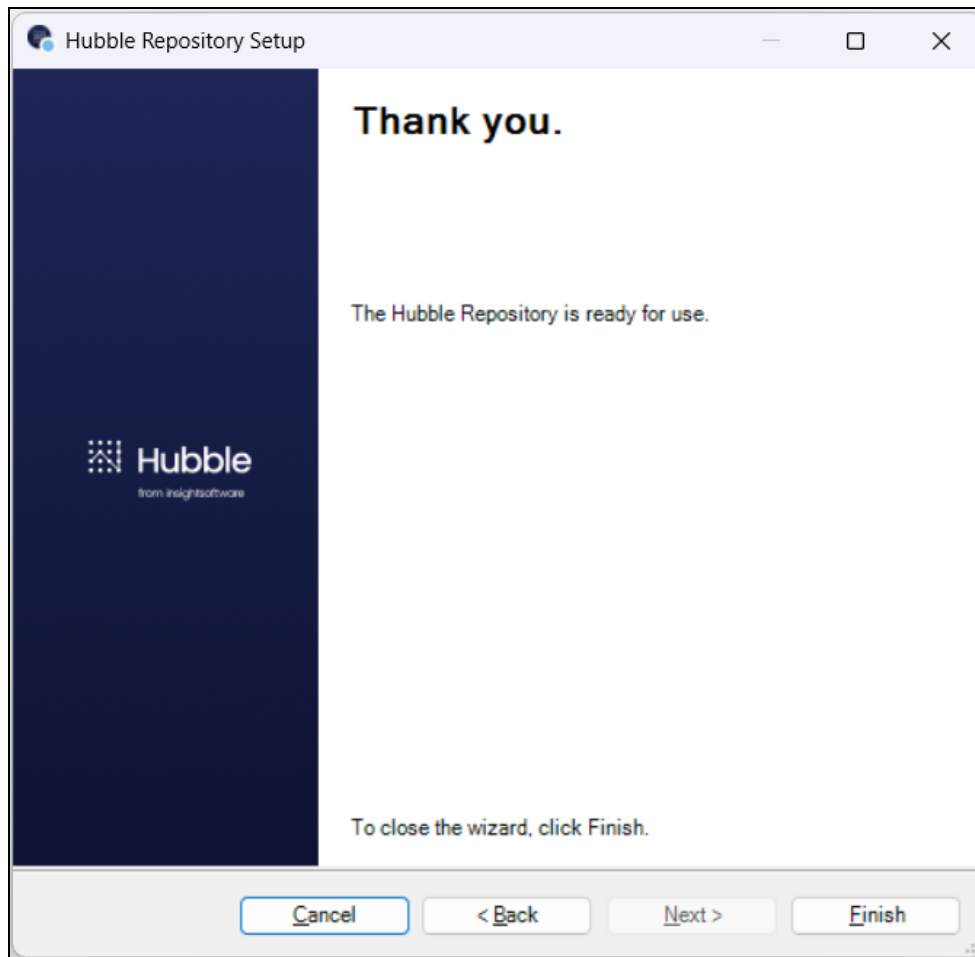 Hubble Repository Setup
Thank you.
The Hubble Repository is ready for use.
Hubble
from insightsoftware
To close the wizard, click Finish.
Cancel
< Back
Next >
Finish